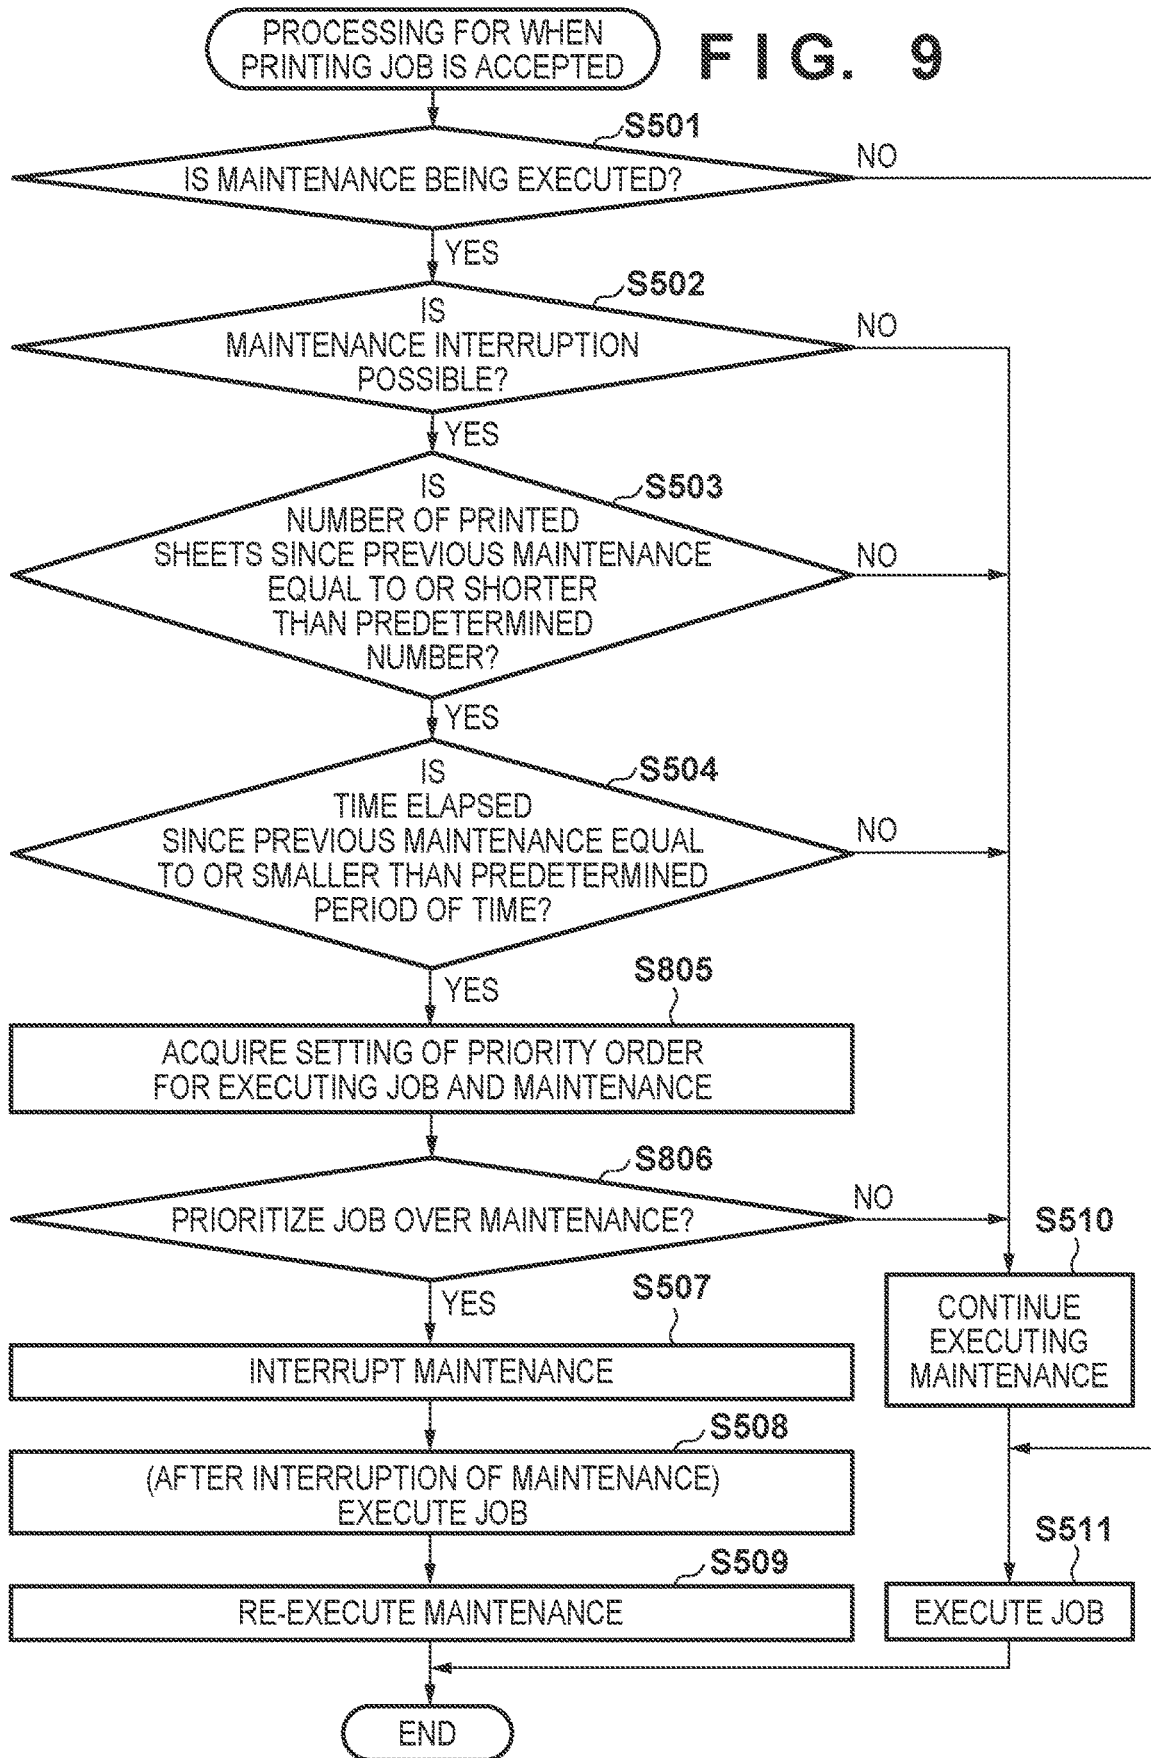 PROCESSING FOR WHEN
PRINTING JOB IS ACCEPTED
FIG. 9
S501
IS MAINTENANCE BEING EXECUTED?
NO
YES
S502
IS
MAINTENANCE INTERRUPTION
POSSIBLE?
NO
YES
S503
IS
NUMBER OF PRINTED
SHEETS SINCE PREVIOUS MAINTENANCE
EQUAL TO OR SHORTER
THAN PREDETERMINED
NUMBER?
NO
YES
S504
IS
TIME ELAPSED
SINCE PREVIOUS MAINTENANCE EQUAL
TO OR SMALLER THAN PREDETERMINED
PERIOD OF TIME?
NO
YES
S805
ACQUIRE SETTING OF PRIORITY ORDER
FOR EXECUTING JOB AND MAINTENANCE
S806
PRIORITIZE JOB OVER MAINTENANCE?
NO
YES
S507
INTERRUPT MAINTENANCE
S510
CONTINUE
EXECUTING
MAINTENANCE
S508
(AFTER INTERRUPTION OF MAINTENANCE)
EXECUTE JOB
S509
RE-EXECUTE MAINTENANCE
S511
EXECUTE JOB
END